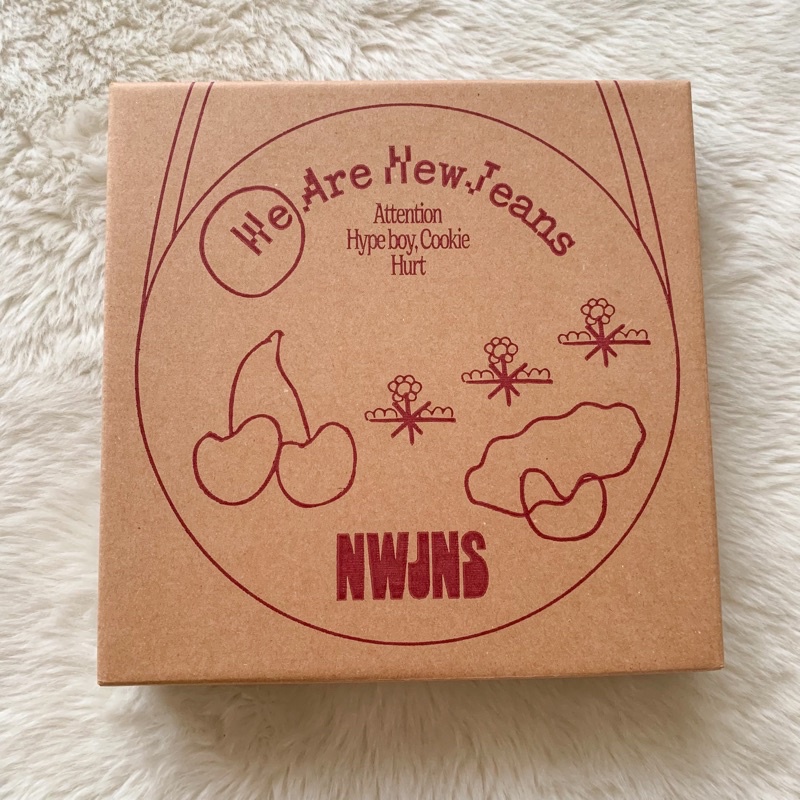 We Are NewJeans
Attention
Hype boy, Cookie
Hurt
NWJNS